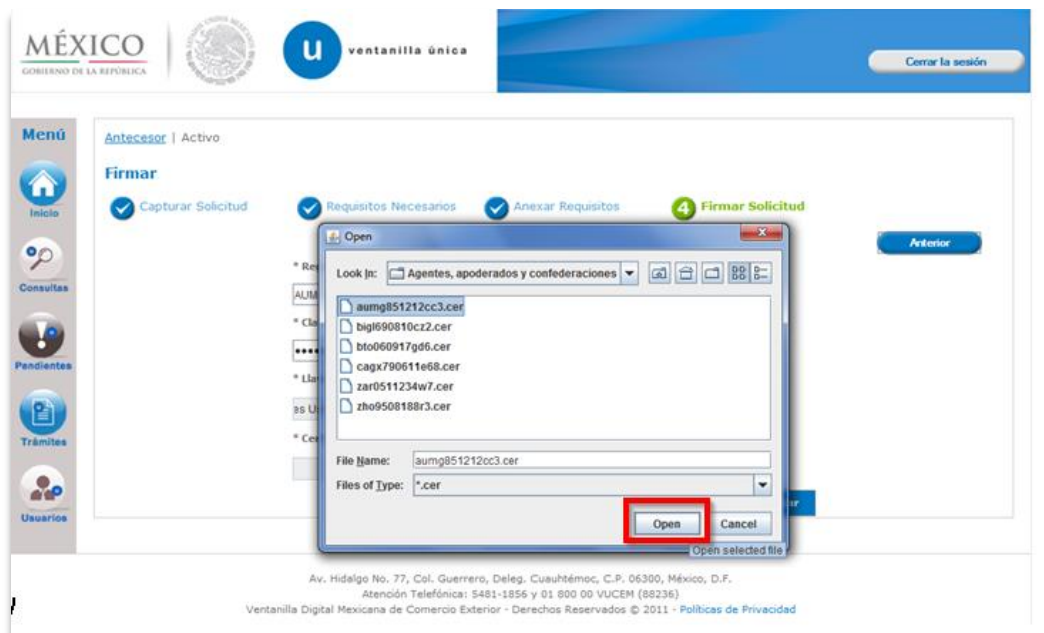 MÉXICO
GOBIERNO DE LA REPÚBLICA
u
ventanilla única
Cerrar la sesión
Menú
Inicio
Consultas
Pendientes
Trámites
Usuarios
Antecesor | Activo
Firmar
Capturar Solicitud
Requisitos Necesarios
Anexar Requisitos
4 Firmar Solicitud
Anterior
AUM
Open
Look In: Agentes, apoderados y confederaciones
aumg851212cc3.cer
bigl690810cz2.cer
bto060917gd6.cer
cagx790611e68.cer
zar0511234w7.cer
zho9508188r3.cer
File Name: aumg851212cc3.cer
Files of Type: *.cer
Open Cancel
Open selected file
Av. Hidalgo No. 77, Col. Guerrero, Deleg. Cuauhtémoc, C.P. 06300, México, D.F.
Atención Telefónica: 5481-1856 y 01 800 00 VUCEM (88236)
Ventanilla Digital Mexicana de Comercio Exterior - Derechos Reservados © 2011 - Políticas de Privacidad